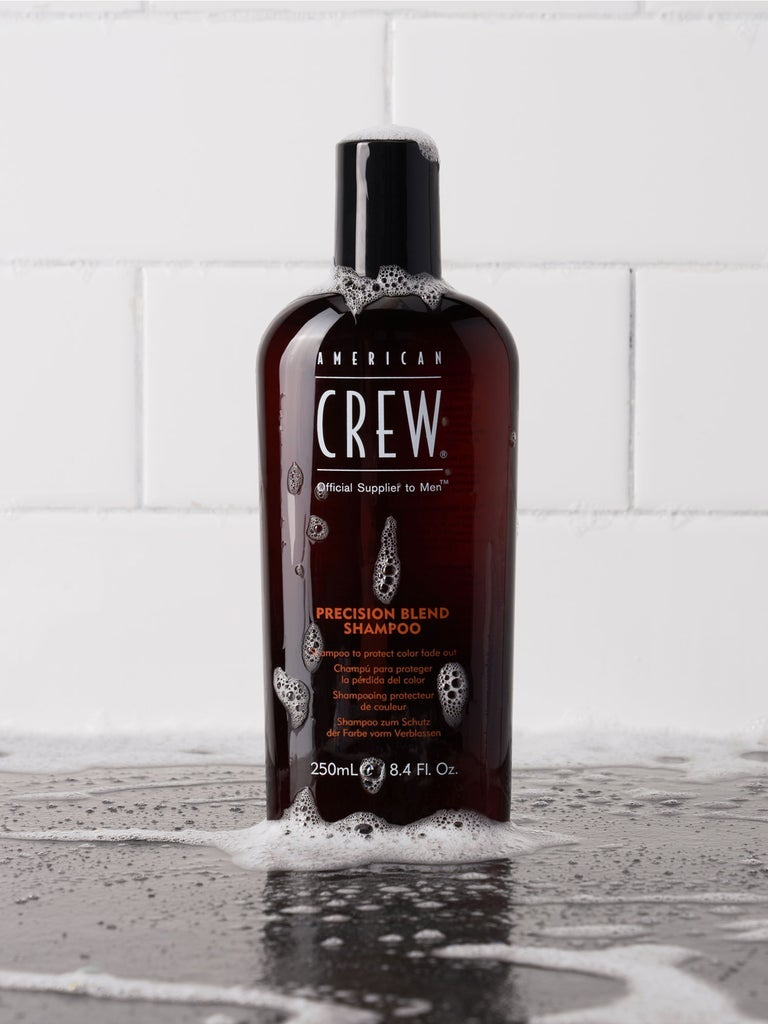 AMERICAN
CREW®
Official Supplier to Men™
PRECISION BLEND
SHAMPOO
Shampoo to protect color fade out
Champú para proteger
la pérdida del color
Shampooing protecteur
de couleur
Shampoo zum Schutz
der Farbe vorm Verblassen
250mL e / 8.4 Fl. Oz.